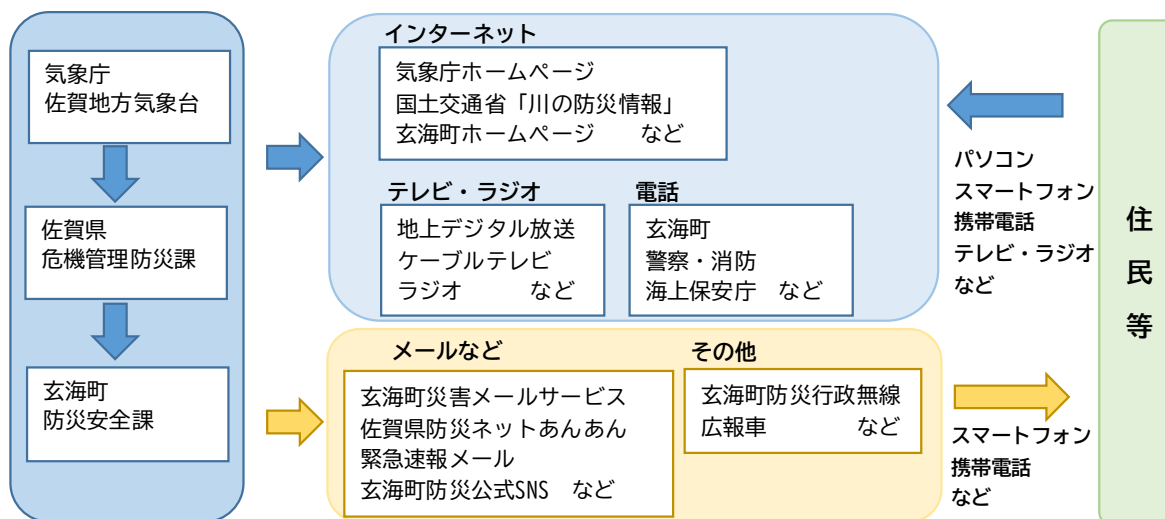 気象庁
佐賀地方気象台
佐賀県
危機管理防災課
玄海町
防災安全課
インターネット
気象庁ホームページ
国土交通省「川の防災情報」
玄海町ホームページ　など
テレビ・ラジオ
地上デジタル放送
ケーブルテレビ
ラジオ　など
電話
玄海町
警察・消防
海上保安庁　など
メールなど
玄海町災害メールサービス
佐賀県防災ネットあんあん
緊急速報メール
玄海町防災公式SNS　など
その他
玄海町防災行政無線
広報車　など
パソコン
スマートフォン
携帯電話
テレビ・ラジオ
など
スマートフォン
携帯電話
など
住民等